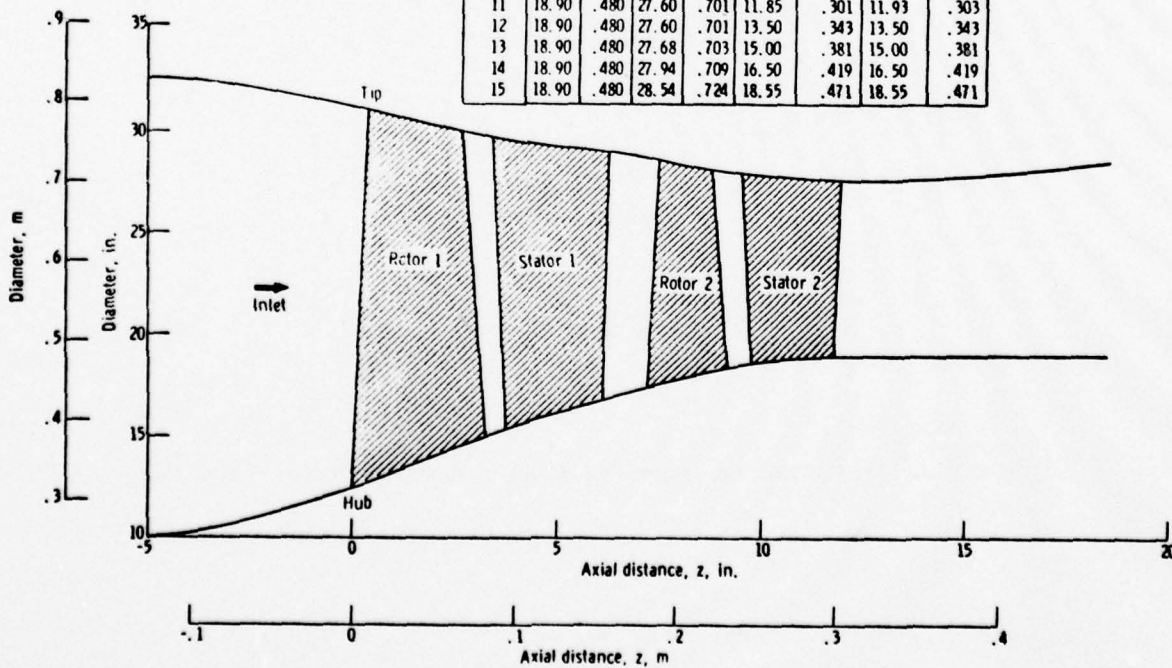 11 18.90 .480 27.60 .701 11.85 .301 11.93 .303
12 18.90 .480 27.60 .701 13.50 .343 13.50 .343
13 18.90 .480 27.68 .703 15.00 .381 15.00 .381
14 18.90 .480 27.94 .709 16.50 .419 16.50 .419
15 18.90 .480 28.54 .724 18.55 .471 18.55 .471
.9
.8
.7
.6
.5
.4
.3
Diameter, m
35
30
25
20
15
10
Diameter, in.
Tip
Rotor 1
Stator 1
Rotor 2
Stator 2
Inlet
Hub
-5 0 5 10 15 20
Axial distance, z, in.
-.1 0 .1 .2 .3 .4
Axial distance, z, m